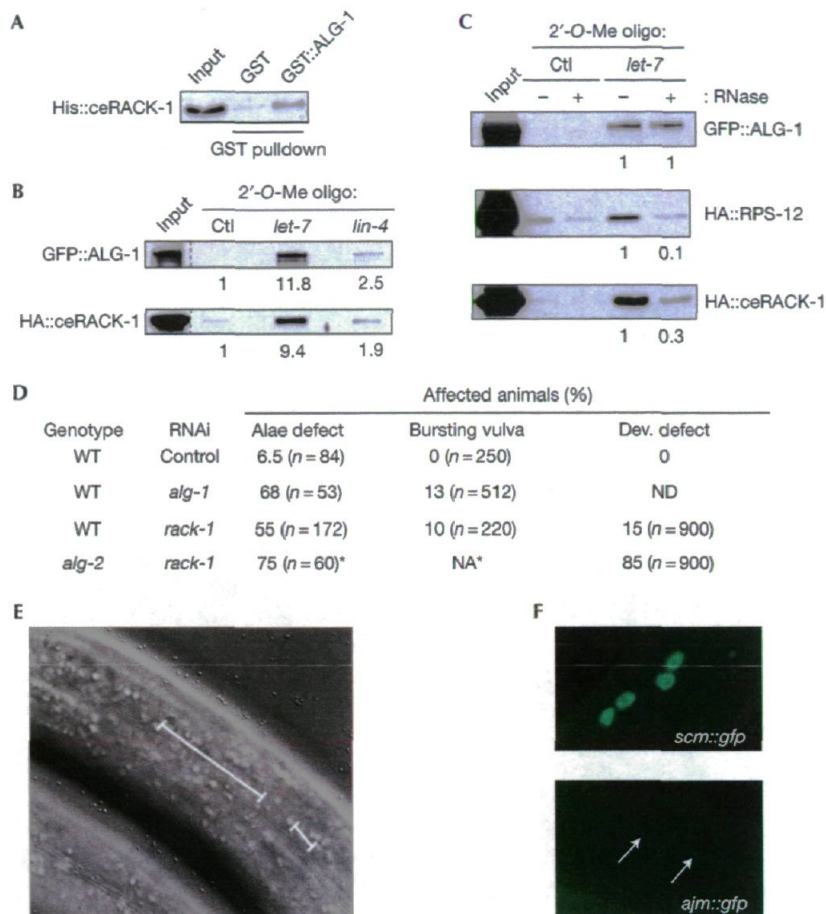 A
Input
GST
GST::ALG-1
His::ceRACK-1
GST pulldown
B
2′-O-Me oligo:
Input
Ctl
let-7
lin-4
GFP::ALG-1
1
11.8
2.5
HA::ceRACK-1
1
9.4
1.9
C
2′-O-Me oligo:
Ctl
let-7
Input
− + − + : RNase
GFP::ALG-1
1
1
HA::RPS-12
1
0.1
HA::ceRACK-1
1
0.3
D
Affected animals (%)
Genotype RNAi Alae defect Bursting vulva Dev. defect
WT Control 6.5 (n = 84) 0 (n = 250) 0
WT alg-1 68 (n = 53) 13 (n = 512) ND
WT rack-1 55 (n = 172) 10 (n = 220) 15 (n = 900)
alg-2 rack-1 75 (n = 60)* NA* 85 (n = 900)
E
F
scm::gfp
ajm::gfp